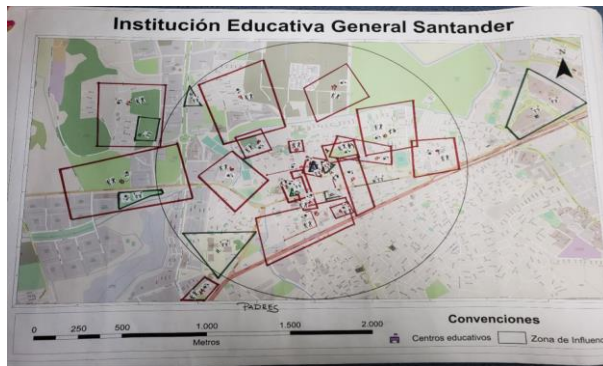 Institución Educativa General Santander
N
PADRES
0 250 500 1.000 1.500 2.000
Metros
Convenciones
Centros educativos
Zona de Influenc